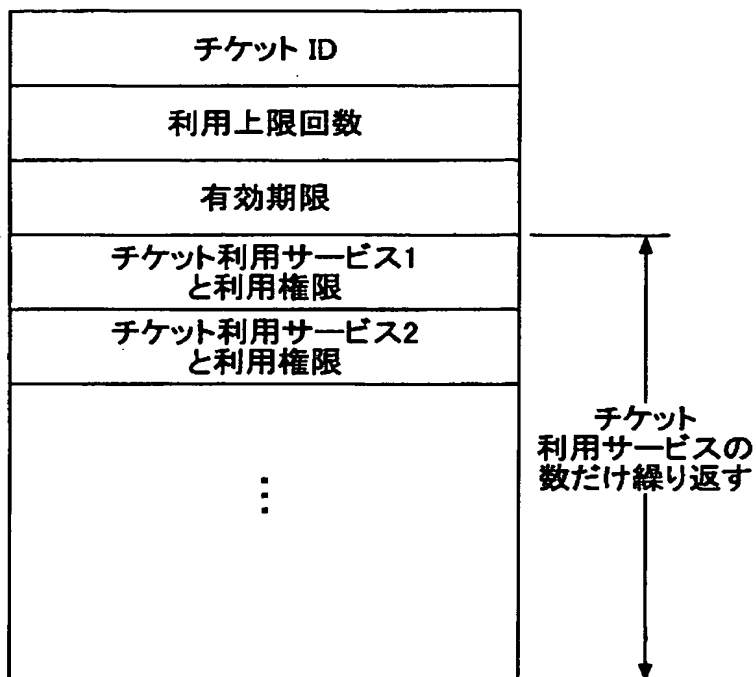 チケット ID
利用上限回数
有効期限
チケット利用サービス1
と利用権限
チケット利用サービス2
と利用権限
⋮
チケット
利用サービスの
数だけ繰り返す